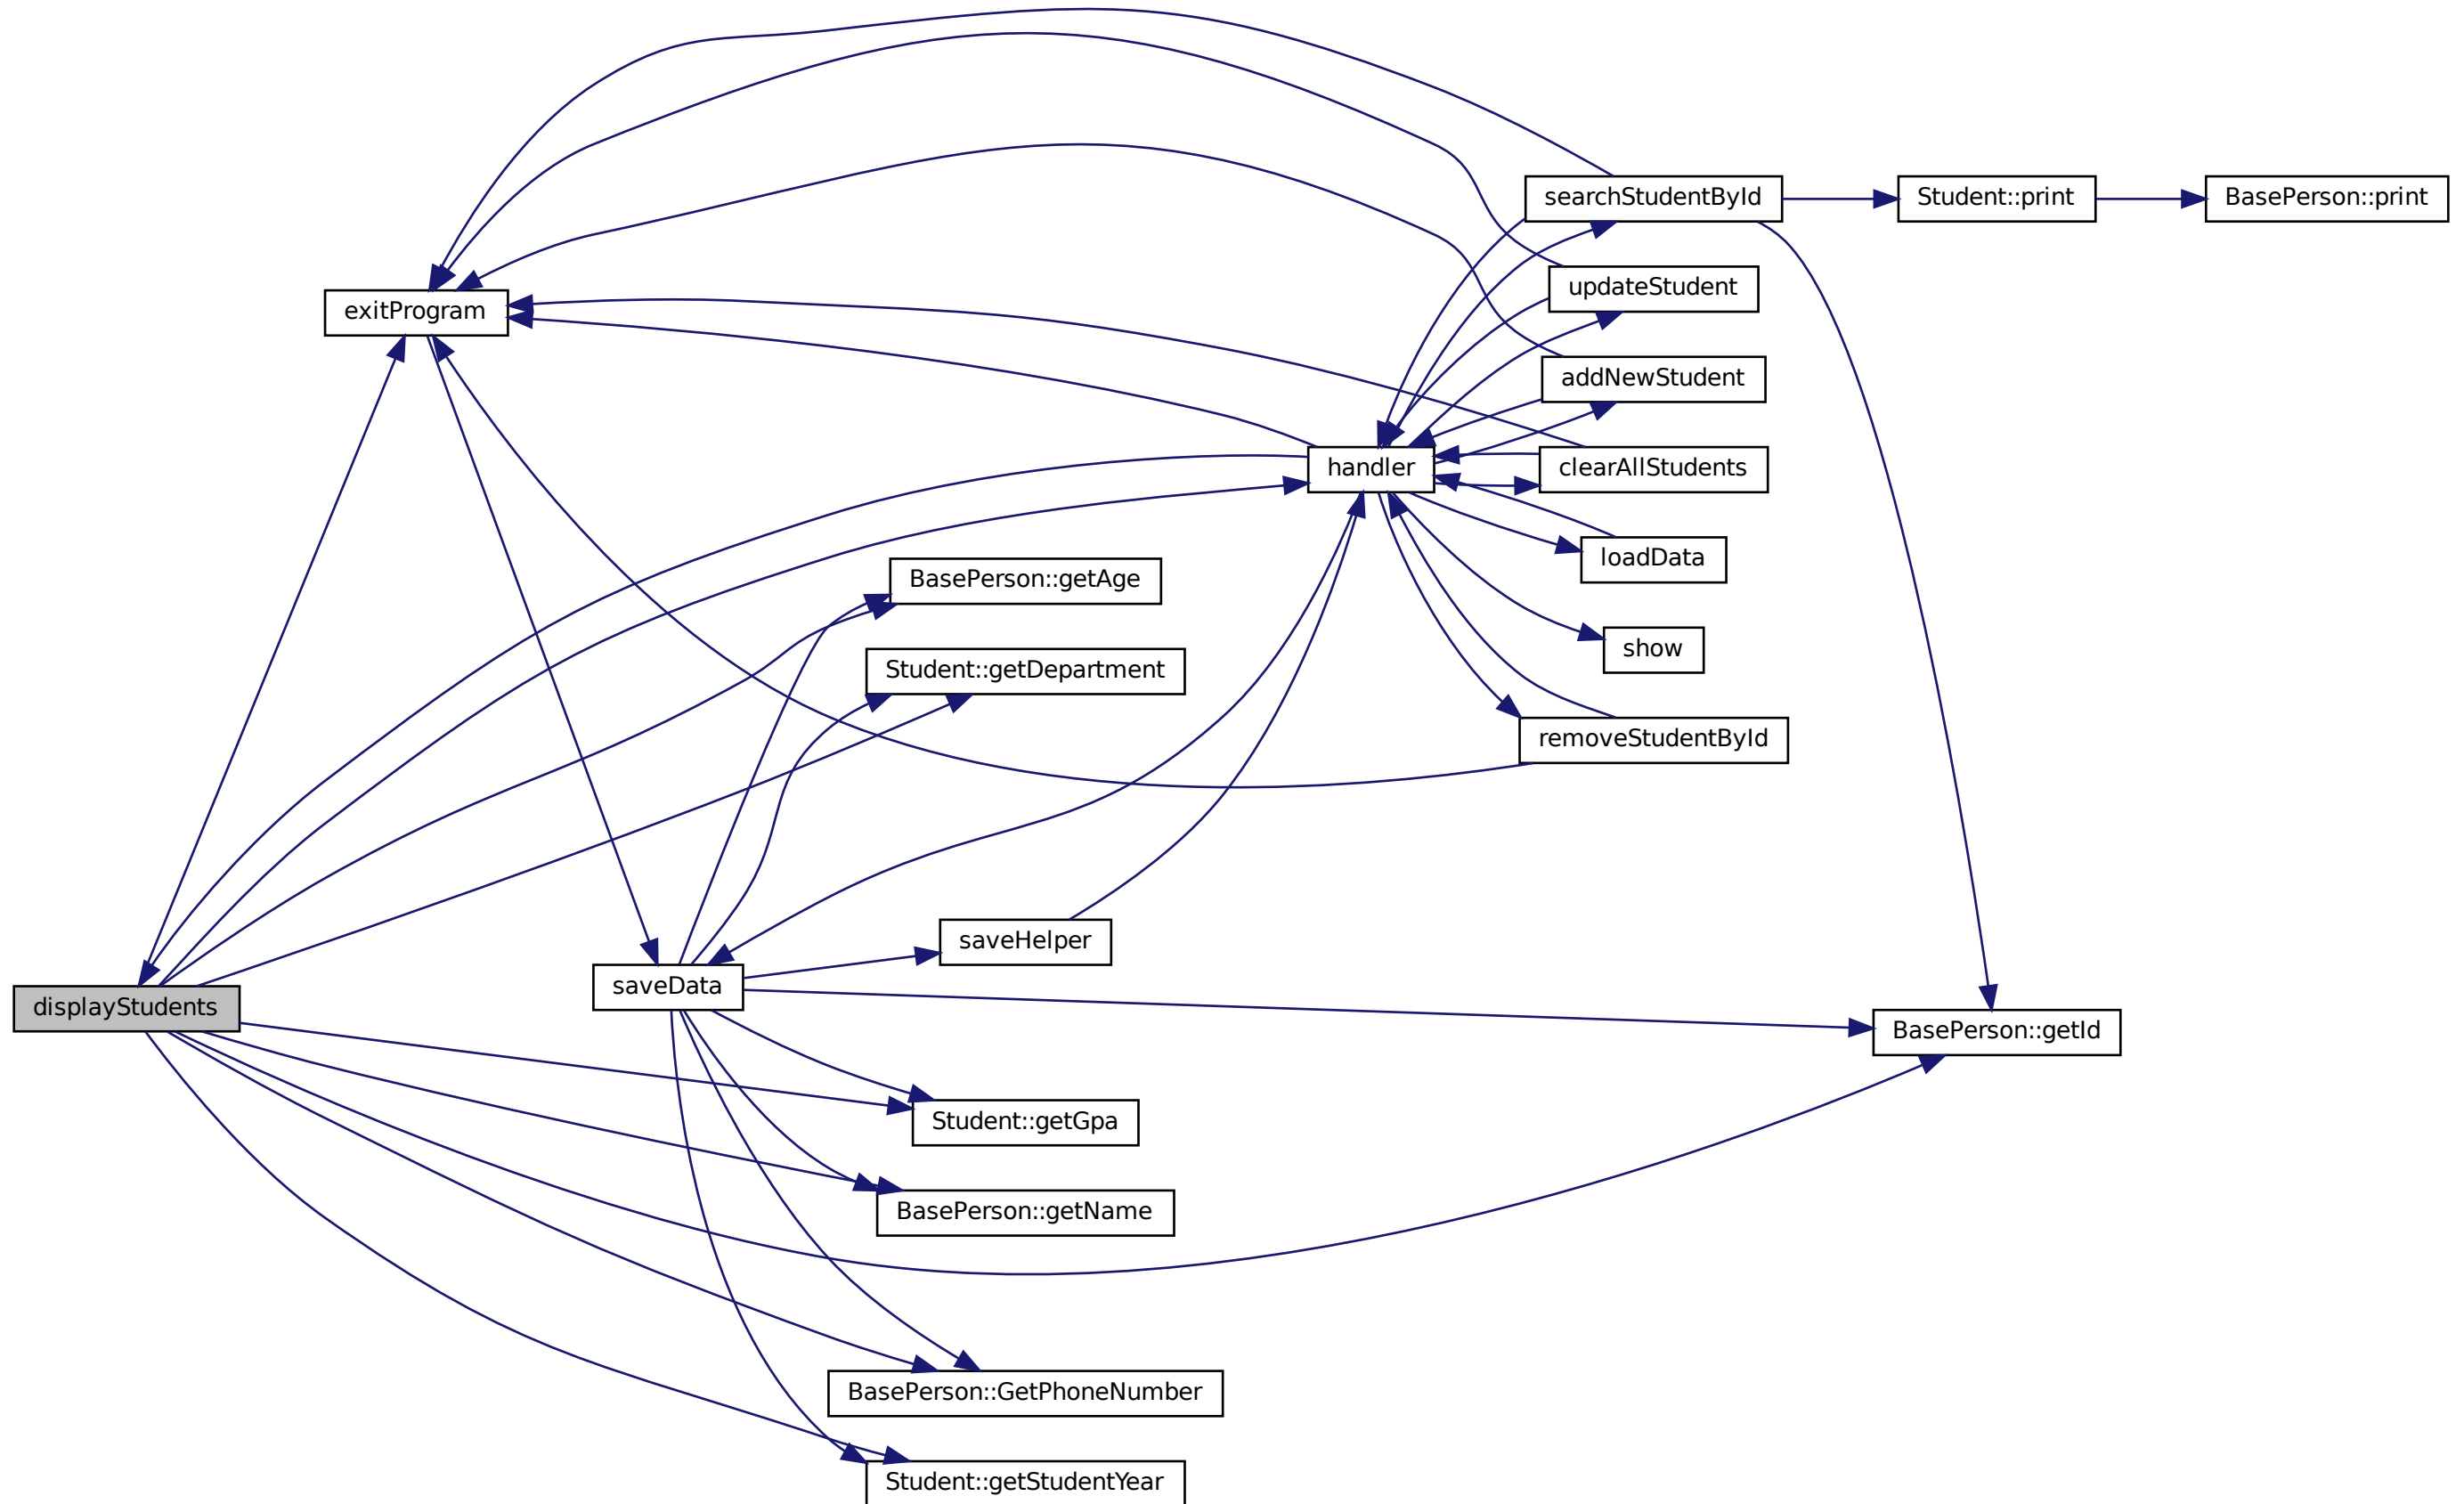 searchStudentById
Student::print
BasePerson::print
updateStudent
exitProgram
addNewStudent
handler
clearAllStudents
loadData
BasePerson::getAge
show
Student::getDepartment
removeStudentById
saveHelper
saveData
displayStudents
BasePerson::getId
Student::getGpa
BasePerson::getName
BasePerson::GetPhoneNumber
Student::getStudentYear